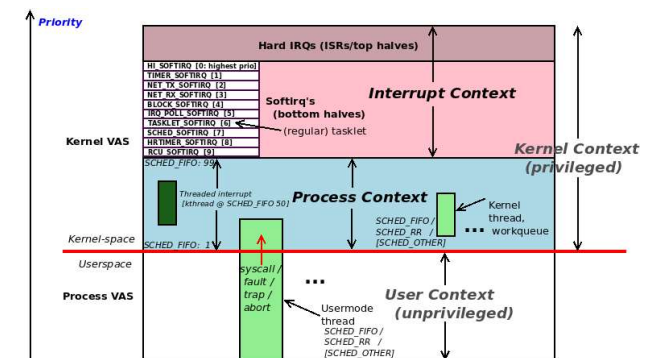 Priority
Hard IRQs (ISRs/top halves)
HI_SOFTIRQ [0: highest prio]
TIMER_SOFTIRQ [1]
NET_TX_SOFTIRQ [2]
NET_RX_SOFTIRQ [3]
BLOCK_SOFTIRQ [4]
IRQ_POLL_SOFTIRQ [5]
TASKLET_SOFTIRQ [6]
SCHED_SOFTIRQ [7]
HRTIMER_SOFTIRQ [8]
RCU_SOFTIRQ [9]
Softirq's
(bottom halves)
(regular) tasklet
Interrupt Context
Kernel VAS
Kernel Context
(privileged)
SCHED_FIFO: 99
Threaded interrupt
[kthread @ SCHED_FIFO 50]
Process Context
SCHED_FIFO /
SCHED_RR /
[SCHED_OTHER]
Kernel
thread,
workqueue
...
Kernel-space
SCHED_FIFO: 1
Userspace
Process VAS
syscall /
fault /
trap /
abort
...
Usermode
thread
SCHED_FIFO /
SCHED_RR /
[SCHED_OTHER]
User Context
(unprivileged)